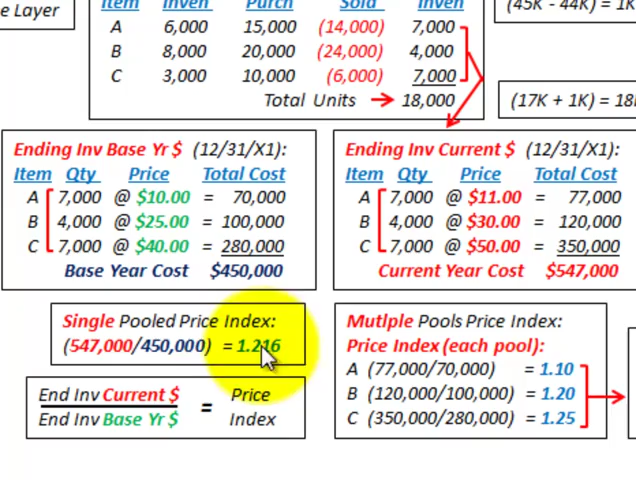 e Layer
Item Inven Purch Sold Inven
A 6,000 15,000 (14,000) 7,000
B 8,000 20,000 (24,000) 4,000
C 3,000 10,000 (6,000) 7,000
Total Units 18,000
(45K - 44K) = 1K
(17K + 1K) = 18
Ending Inv Base Yr $ (12/31/X1):
Item Qty Price Total Cost
A 7,000 @ $10.00 = 70,000
B 4,000 @ $25.00 = 100,000
C 7,000 @ $40.00 = 280,000
Base Year Cost $450,000
Ending Inv Current $ (12/31/X1):
Item Qty Price Total Cost
A 7,000 @ $11.00 = 77,000
B 4,000 @ $30.00 = 120,000
C 7,000 @ $50.00 = 350,000
Current Year Cost $547,000
Single Pooled Price Index:
(547,000/450,000) = 1.216
End Inv Current $
End Inv Base Yr $
= Price
Index
Mutlple Pools Price Index:
Price Index (each pool):
A (77,000/70,000) = 1.10
B (120,000/100,000) = 1.20
C (350,000/280,000) = 1.25